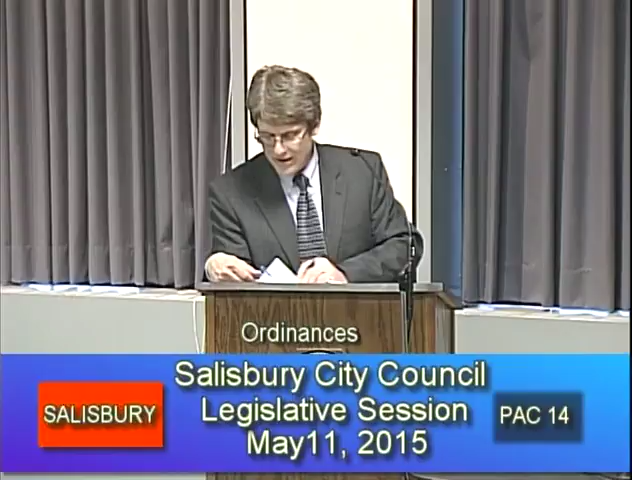 Ordinances
Salisbury City Council
SALISBURY
Legislative Session
PAC 14
May11, 2015